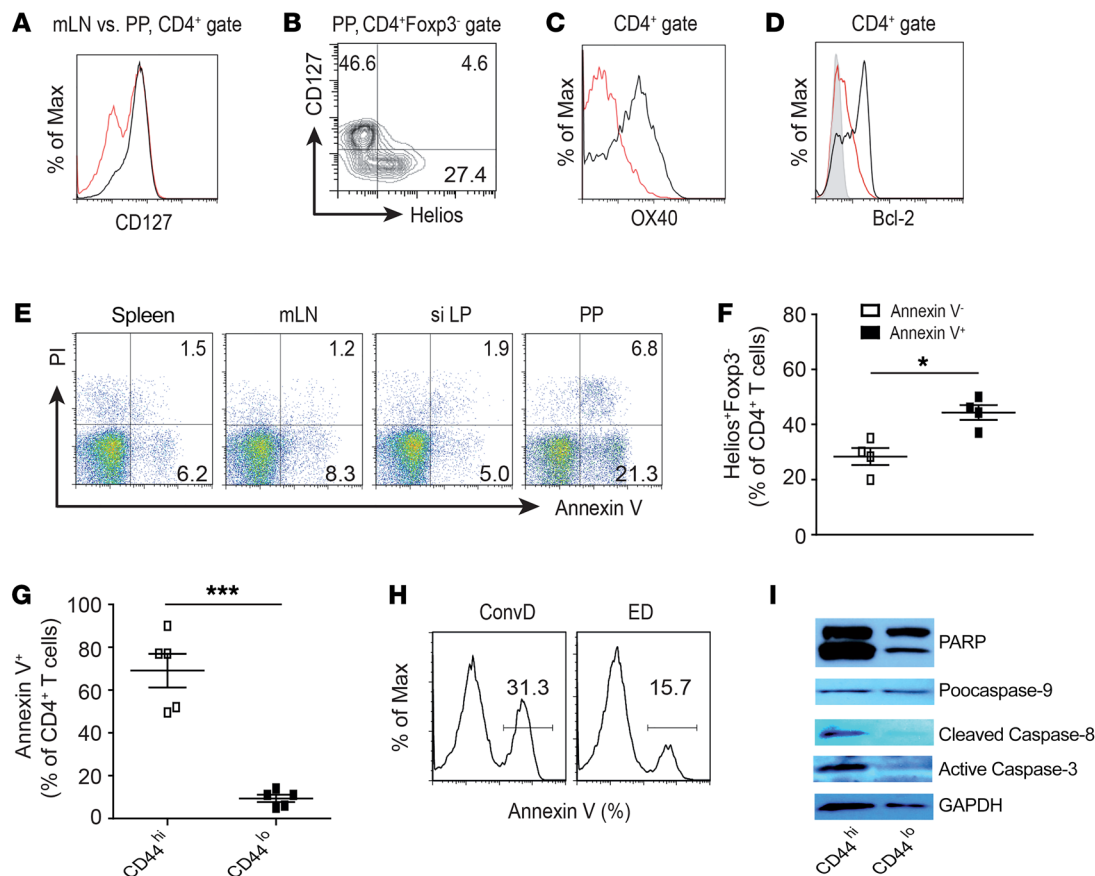 A mLN vs. PP, CD4⁺ gate
% of Max
CD127
B PP, CD4⁺Foxp3⁻ gate
CD127
46.6
4.6
27.4
Helios
C CD4⁺ gate
% of Max
OX40
D CD4⁺ gate
% of Max
Bcl-2
E
Spleen
mLN
si LP
PP
PI
1.5
1.2
1.9
6.8
6.2
8.3
5.0
21.3
Annexin V
F
Annexin V⁻
Annexin V⁺
Helios⁺Foxp3⁻
(% of CD4⁺ T cells)
80
60
40
20
0
*
G
Annexin V⁺
(% of CD4⁺ T cells)
100
80
60
40
20
0
***
CD44ʰⁱ
CD44ˡᵒ
H
ConvD
ED
% of Max
31.3
15.7
Annexin V (%)
I
PARP
Poocaspase-9
Cleaved Caspase-8
Active Caspase-3
GAPDH
CD44ʰⁱ
CD44ˡᵒ